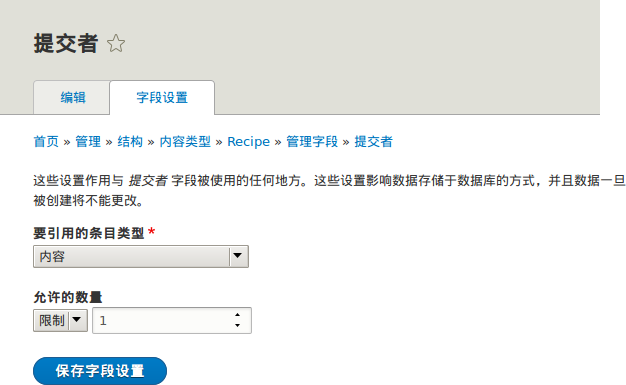 提交者
编辑 字段设置
首页 » 管理 » 结构 » 内容类型 » Recipe » 管理字段 » 提交者
这些设置作用与 提交者 字段被使用的任何地方。这些设置影响数据存储于数据库的方式，并且数据一旦
被创建将不能更改。
要引用的条目类型*
内容
允许的数量
限制 1
保存字段设置